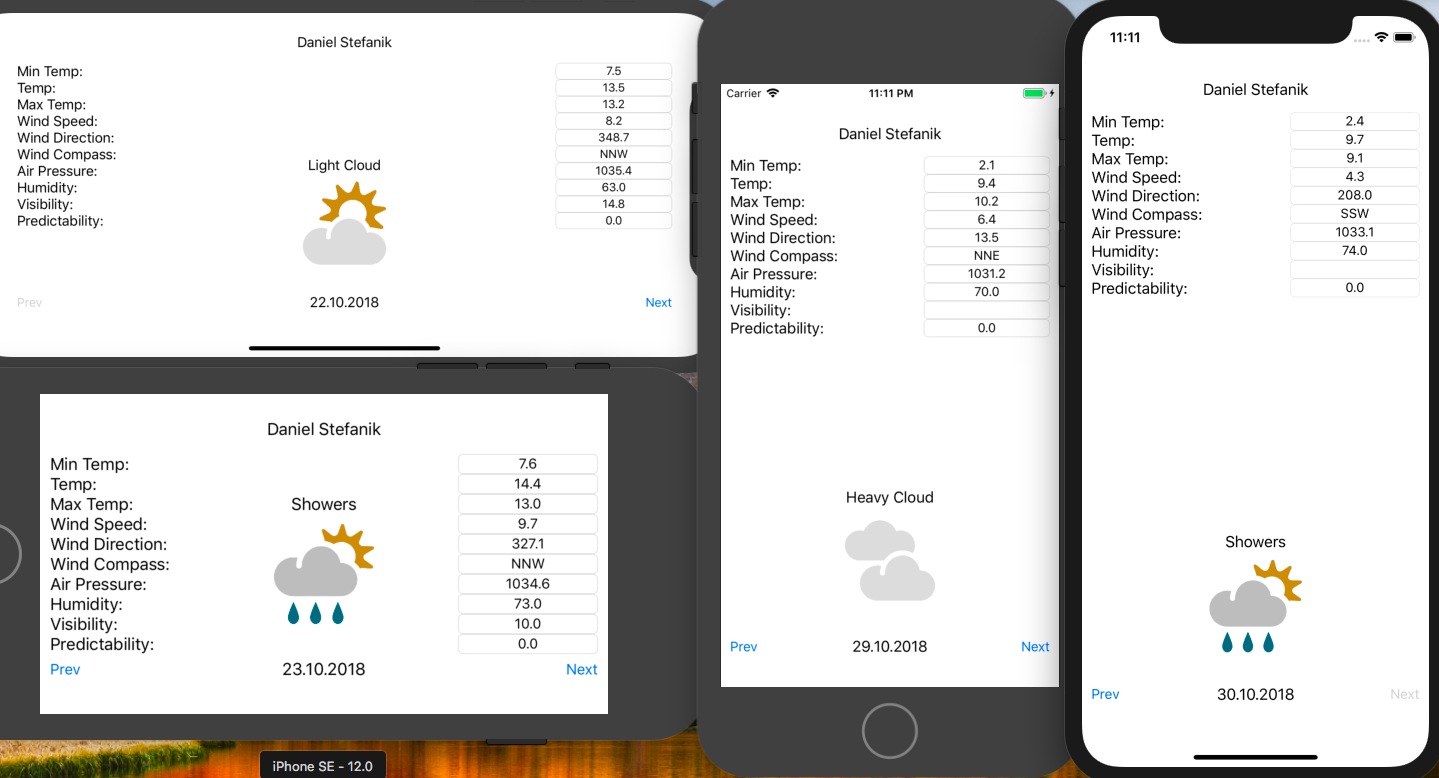 Daniel Stefanik
Min Temp: 7.5
Temp: 13.5
Max Temp: 13.2
Wind Speed: 8.2
Wind Direction: 348.7
Wind Compass: NNW
Air Pressure: 1035.4
Humidity: 63.0
Visibility: 14.8
Predictability: 0.0
Light Cloud
Prev 22.10.2018 Next
Daniel Stefanik
Min Temp: 7.6
Temp: 14.4
Max Temp: 13.0
Wind Speed: 9.7
Wind Direction: 327.1
Wind Compass: NNW
Air Pressure: 1034.6
Humidity: 73.0
Visibility: 10.0
Predictability: 0.0
Showers
Prev 23.10.2018 Next
iPhone SE - 12.0
Carrier 11:11 PM
Daniel Stefanik
Min Temp: 2.1
Temp: 9.4
Max Temp: 10.2
Wind Speed: 6.4
Wind Direction: 13.5
Wind Compass: NNE
Air Pressure: 1031.2
Humidity: 70.0
Visibility:
Predictability: 0.0
Heavy Cloud
Prev 29.10.2018 Next
11:11
Daniel Stefanik
Min Temp: 2.4
Temp: 9.7
Max Temp: 9.1
Wind Speed: 4.3
Wind Direction: 208.0
Wind Compass: SSW
Air Pressure: 1033.1
Humidity: 74.0
Visibility:
Predictability: 0.0
Showers
Prev 30.10.2018 Next